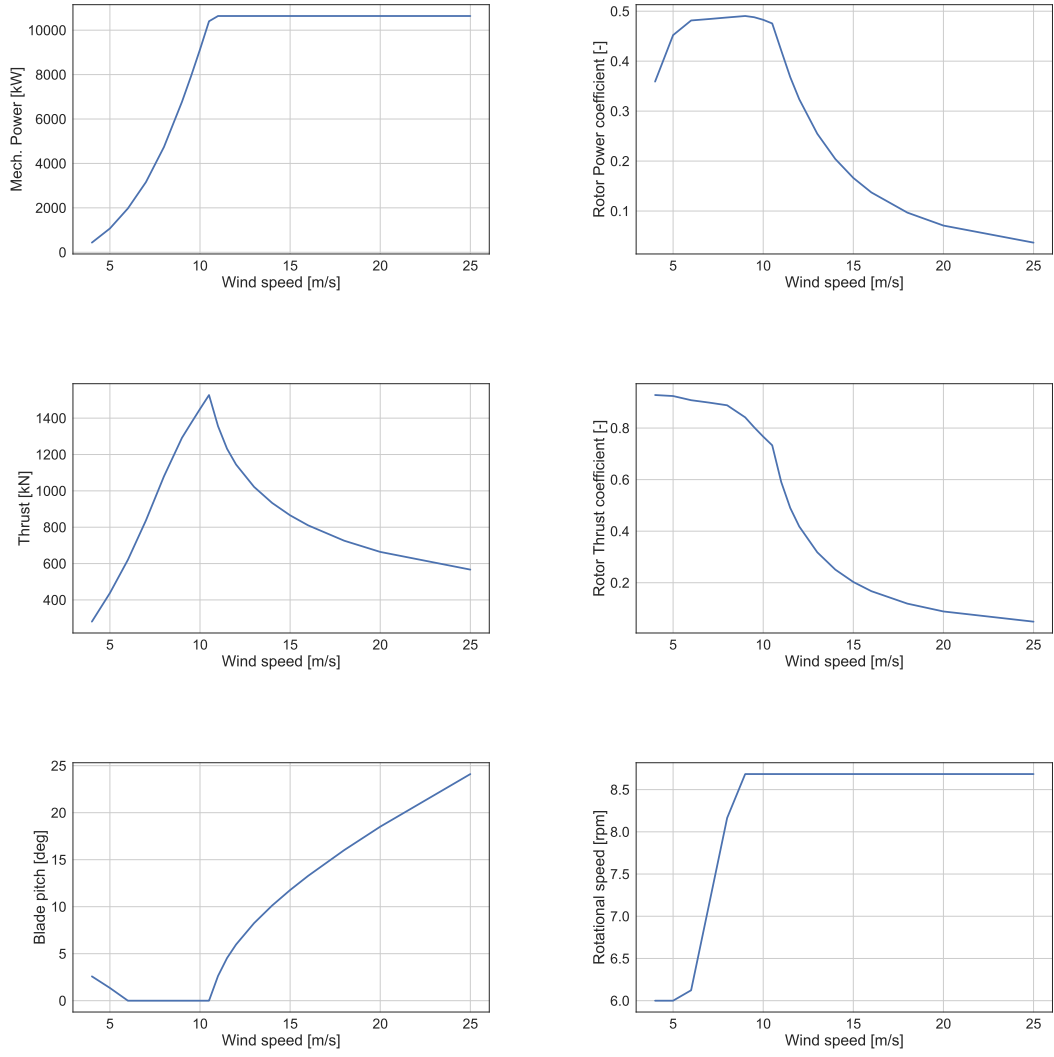 10000
8000
6000
4000
2000
0
Mech. Power [kW]
5 10 15 20 25
Wind speed [m/s]
0.5
0.4
0.3
0.2
0.1
Rotor Power coefficient [-]
5 10 15 20 25
Wind speed [m/s]
1400
1200
1000
800
600
400
Thrust [kN]
5 10 15 20 25
Wind speed [m/s]
0.8
0.6
0.4
0.2
Rotor Thrust coefficient [-]
5 10 15 20 25
Wind speed [m/s]
25
20
15
10
5
0
Blade pitch [deg]
5 10 15 20 25
Wind speed [m/s]
8.5
8.0
7.5
7.0
6.5
6.0
Rotational speed [rpm]
5 10 15 20 25
Wind speed [m/s]